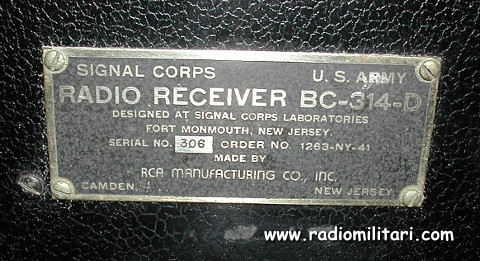 SIGNAL CORPS U. S. ARMY
RADIO RECEIVER BC-314-D
DESIGNED AT SIGNAL CORPS LABORATORIES
FORT MONMOUTH, NEW JERSEY.
SERIAL NO. 306 ORDER NO. 1263-NY-41
MADE BY
RCA MANUFACTURING CO., INC.
CAMDEN, NEW JERSEY
www.radiomilitari.com